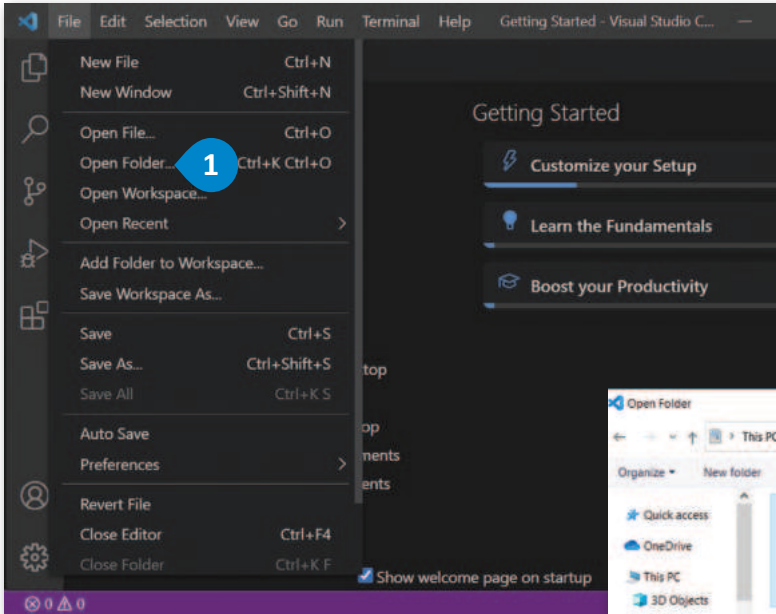 File Edit Selection View Go Run Terminal Help Getting Started - Visual Studio C...
New File Ctrl+N
New Window Ctrl+Shift+N
Open File... Ctrl+O
Open Folder... 1 Ctrl+K Ctrl+O
Open Workspace...
Open Recent
Add Folder to Workspace...
Save Workspace As...
Save Ctrl+S
Save As... Ctrl+Shift+S
Save All Ctrl+K S
Auto Save
Preferences
Revert File
Close Editor Ctrl+F4
Close Folder Ctrl+K F
Getting Started
Customize your Setup
Learn the Fundamentals
Boost your Productivity
top
op
ments
ents
Show welcome page on startup
0 0
Open Folder
This PC
Organize New folder
Quick access
OneDrive
This PC
3D Objects